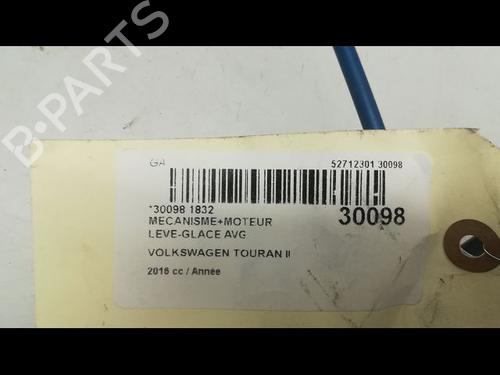 B-PARTS
GA
52712301 30098
*30098 1832
30098
MECANISME+MOTEUR
LEVE-GLACE AVG
VOLKSWAGEN TOURAN II
2016 cc / Année